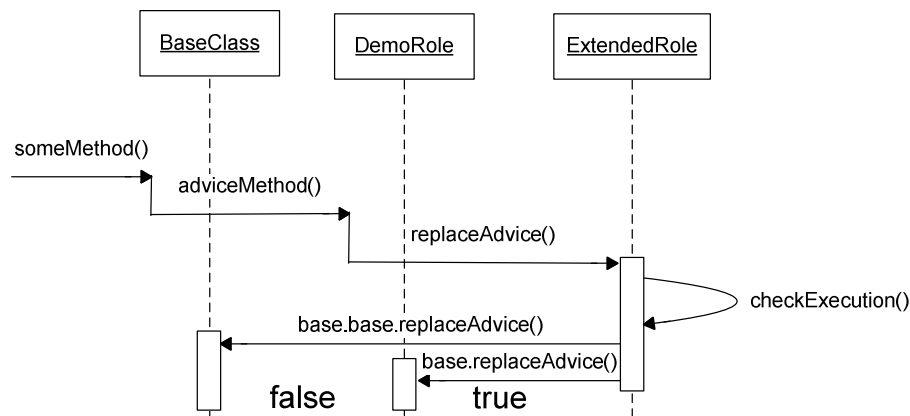 BaseClass
DemoRole
ExtendedRole
someMethod()
adviceMethod()
replaceAdvice()
checkExecution()
base.base.replaceAdvice()
base.replaceAdvice()
false
true